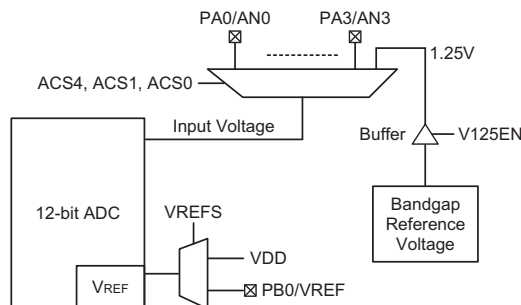 PA0/AN0
PA3/AN3
1.25V
ACS4, ACS1, ACS0
Input Voltage
Buffer
V125EN
12-bit ADC
Bandgap
Reference
Voltage
VREFS
VDD
VREF
PB0/VREF